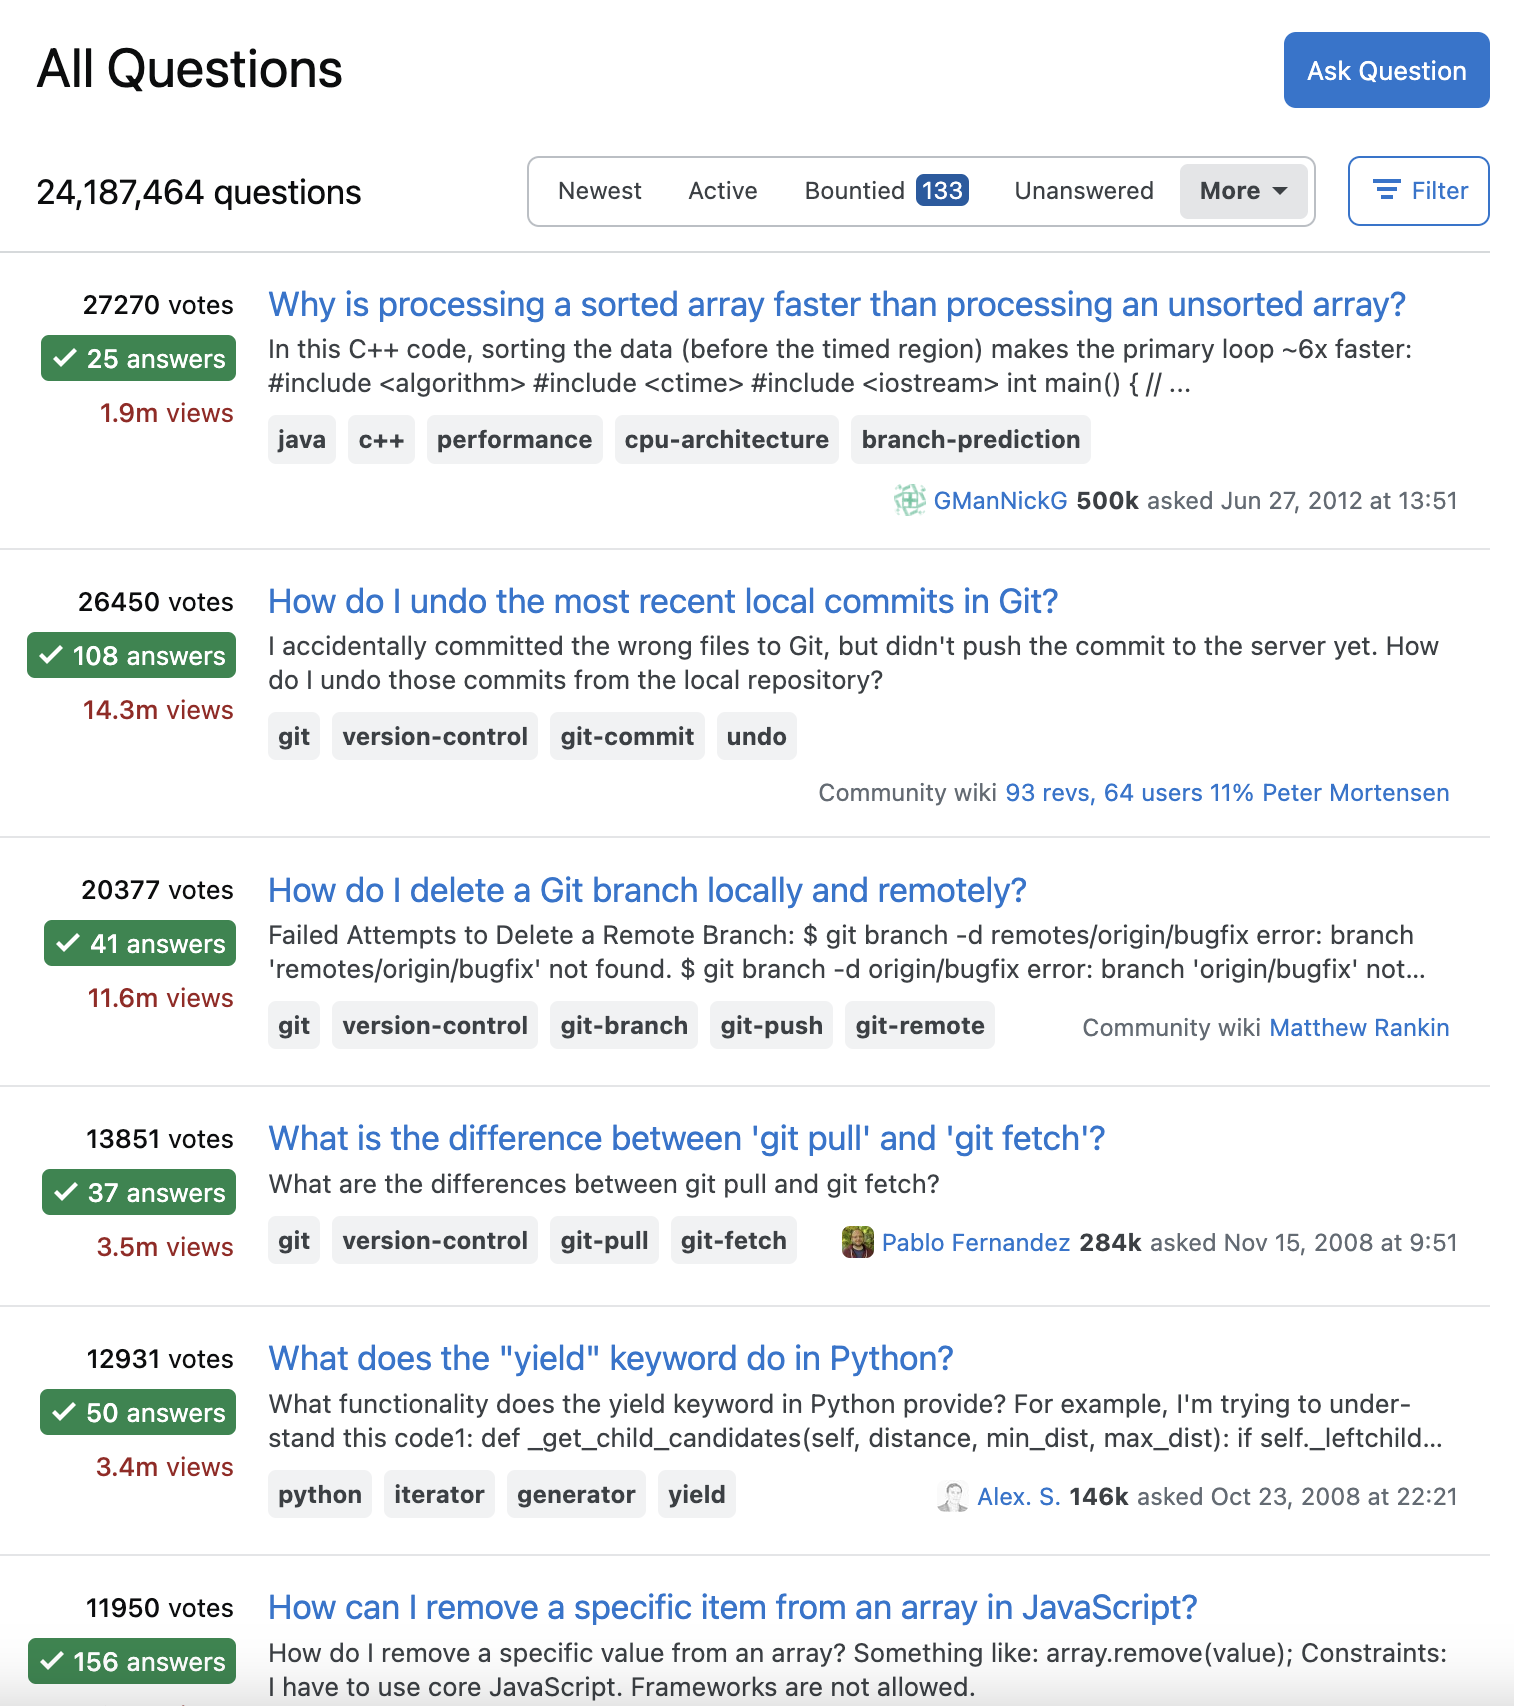 All Questions
Ask Question
24,187,464 questions
Newest Active Bountied 133 Unanswered More
Filter
27270 votes
25 answers
1.9m views
Why is processing a sorted array faster than processing an unsorted array?
In this C++ code, sorting the data (before the timed region) makes the primary loop ~6x faster:
#include <algorithm> #include <ctime> #include <iostream> int main() { // ...
java c++ performance cpu-architecture branch-prediction
GManNickG 500k asked Jun 27, 2012 at 13:51
26450 votes
108 answers
14.3m views
How do I undo the most recent local commits in Git?
I accidentally committed the wrong files to Git, but didn't push the commit to the server yet. How
do I undo those commits from the local repository?
git version-control git-commit undo
Community wiki 93 revs, 64 users 11% Peter Mortensen
20377 votes
41 answers
11.6m views
How do I delete a Git branch locally and remotely?
Failed Attempts to Delete a Remote Branch: $ git branch -d remotes/origin/bugfix error: branch
'remotes/origin/bugfix' not found. $ git branch -d origin/bugfix error: branch 'origin/bugfix' not...
git version-control git-branch git-push git-remote
Community wiki Matthew Rankin
13851 votes
37 answers
3.5m views
What is the difference between 'git pull' and 'git fetch'?
What are the differences between git pull and git fetch?
git version-control git-pull git-fetch
Pablo Fernandez 284k asked Nov 15, 2008 at 9:51
12931 votes
50 answers
3.4m views
What does the "yield" keyword do in Python?
What functionality does the yield keyword in Python provide? For example, I'm trying to under-
stand this code1: def _get_child_candidates(self, distance, min_dist, max_dist): if self._leftchild...
python iterator generator yield
Alex. S. 146k asked Oct 23, 2008 at 22:21
11950 votes
156 answers
How can I remove a specific item from an array in JavaScript?
How do I remove a specific value from an array? Something like: array.remove(value); Constraints:
I have to use core JavaScript. Frameworks are not allowed.